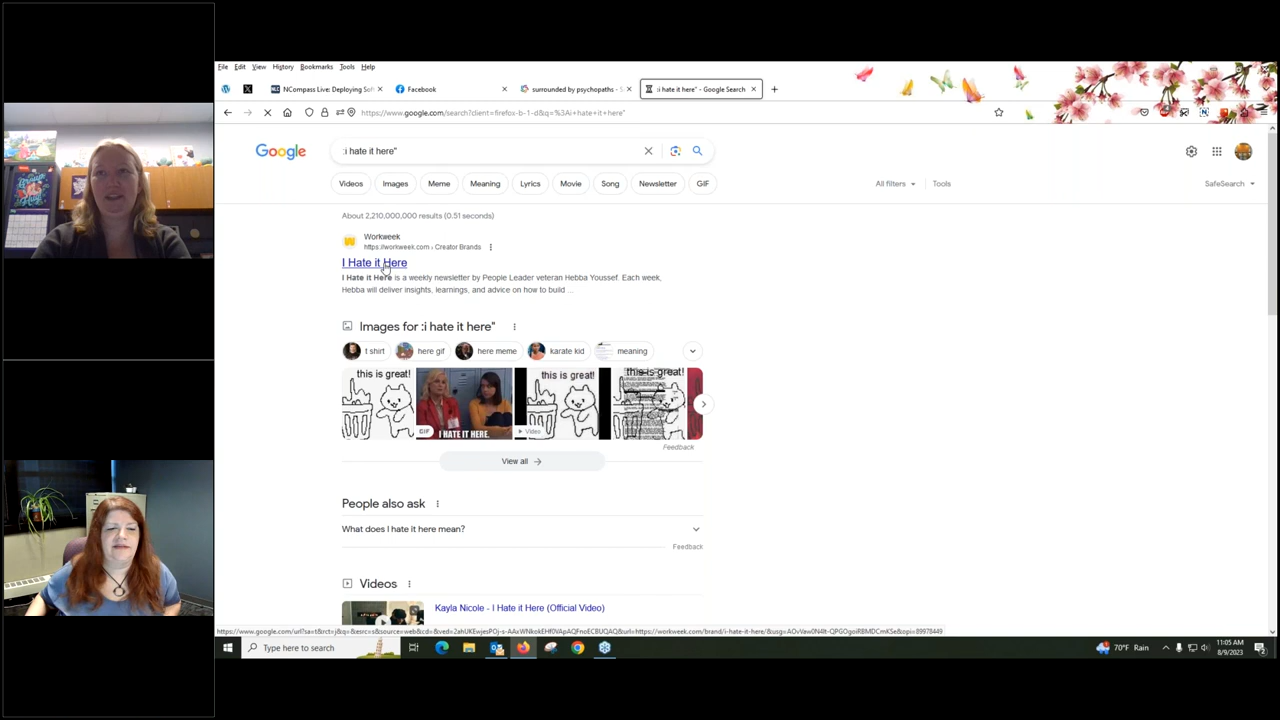 File Edit View History Bookmarks Tools Help
NCompass Live: Deploying Sof
Facebook
surrounded by psychopaths - S
:i hate it here" - Google Search
https://www.google.com/search?client=firefox-b-1-d&q=%3Ai+hate+it+here"
Google
:i hate it here"
Videos
Images
Meme
Meaning
Lyrics
Movie
Song
Newsletter
GIF
All filters
Tools
SafeSearch
About 2,210,000,000 results (0.51 seconds)
Workweek
https://workweek.com › Creator Brands
I Hate it Here
I Hate it Here is a weekly newsletter by People Leader veteran Hebba Youssef. Each week,
Hebba will deliver insights, learnings, and advice on how to build ...
Images for :i hate it here"
t shirt
here gif
here meme
karate kid
meaning
this is great!
I HATE IT HERE.
GIF
this is great!
Video
this is great!
Feedback
View all
People also ask
What does I hate it here mean?
Feedback
Videos
Kayla Nicole - I Hate it Here (Official Video)
Type here to search
70°F Rain
11:05 AM
8/9/2023